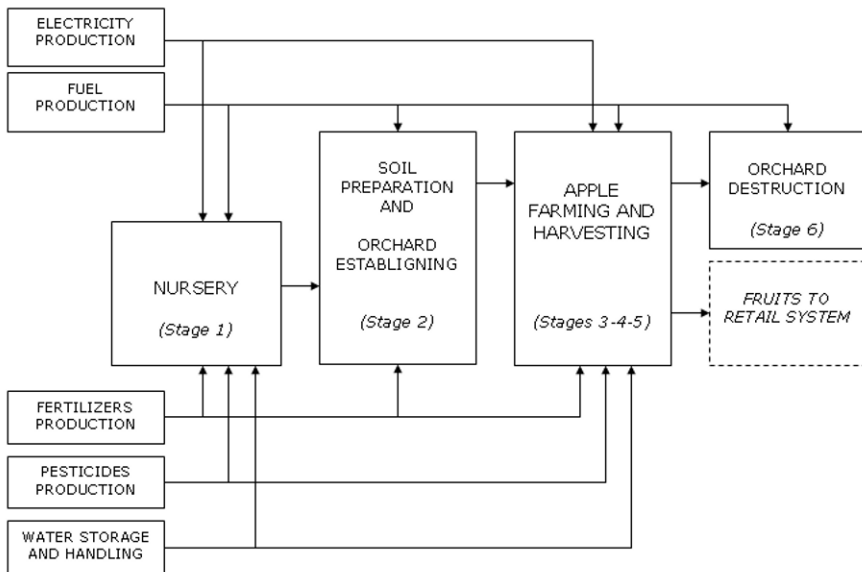 ELECTRICITY
PRODUCTION
FUEL
PRODUCTION
SOIL
PREPARATION
AND
ORCHARD
ESTABLIGNING
(Stage 2)
APPLE
FARMING AND
HARVESTING
(Stages 3-4-5)
ORCHARD
DESTRUCTION
(Stage 6)
NURSERY
(Stage 1)
FRUITS TO
RETAIL SYSTEM
FERTILIZERS
PRODUCTION
PESTICIDES
PRODUCTION
WATER STORAGE
AND HANDLING